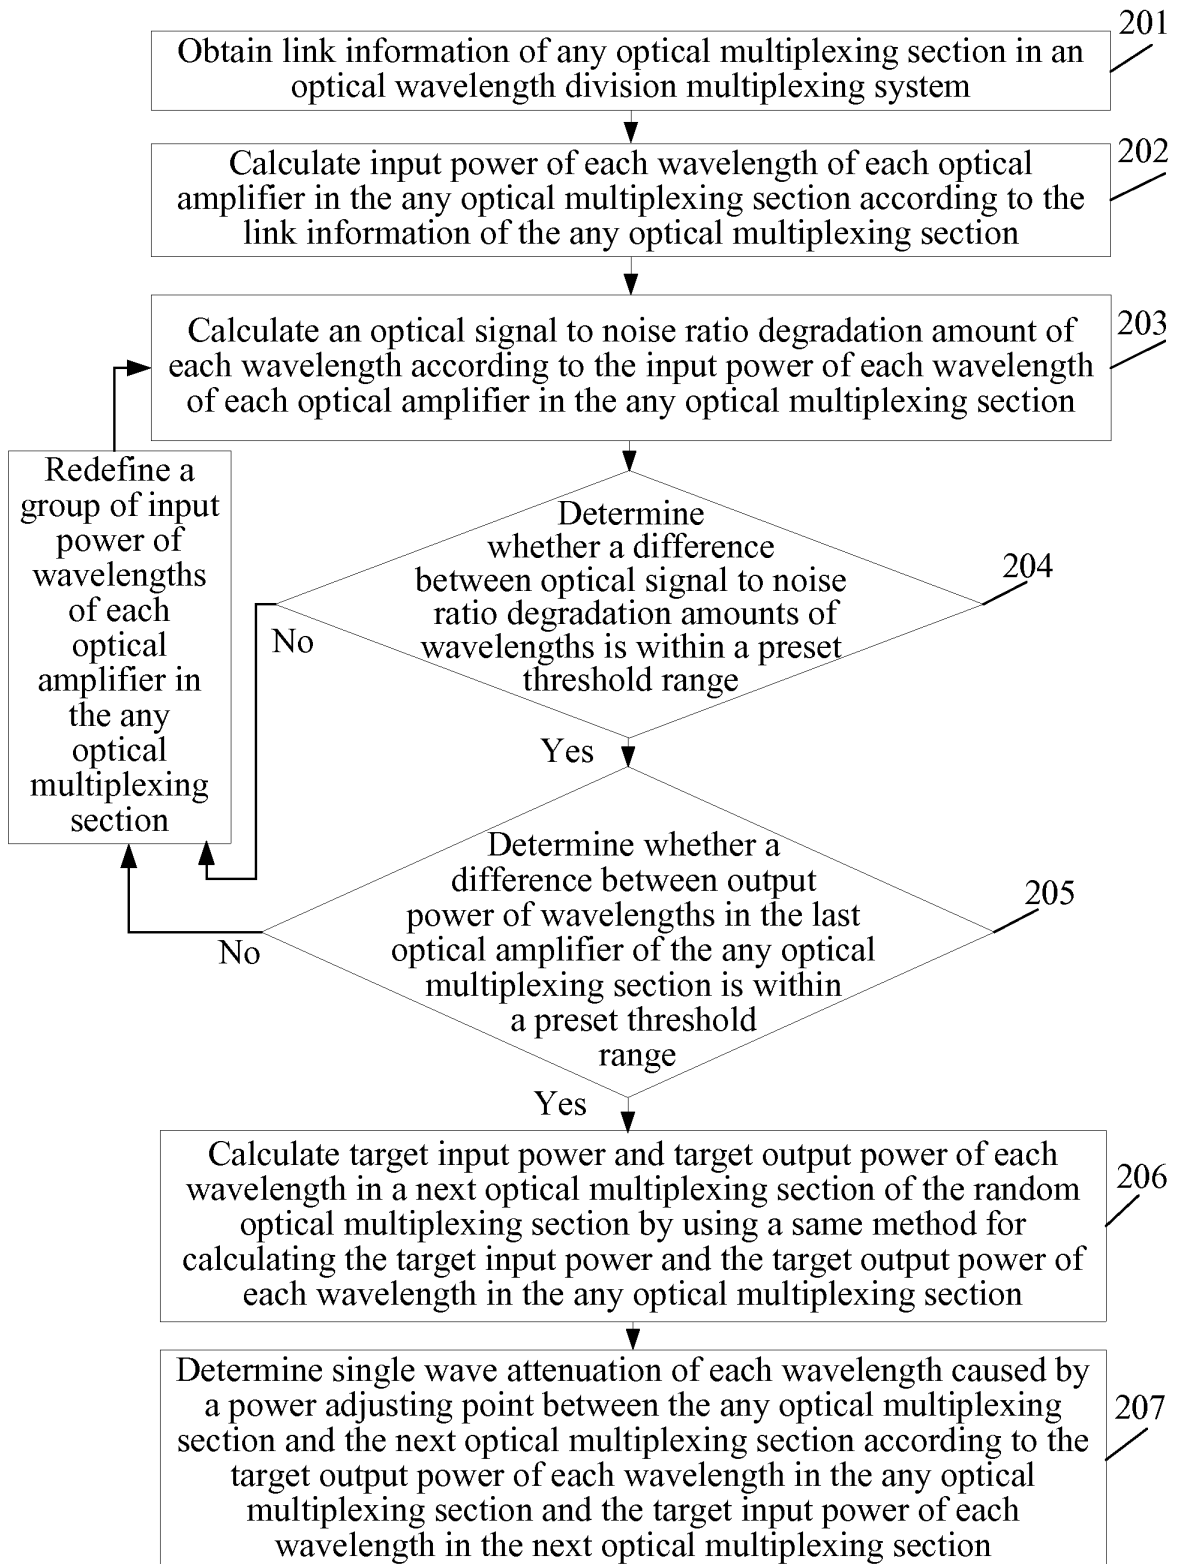 201
Obtain link information of any optical multiplexing section in an
optical wavelength division multiplexing system
202
Calculate input power of each wavelength of each optical
amplifier in the any optical multiplexing section according to the
link information of the any optical multiplexing section
203
Calculate an optical signal to noise ratio degradation amount of
each wavelength according to the input power of each wavelength
of each optical amplifier in the any optical multiplexing section
Redefine a
group of input
power of
wavelengths
of each
optical
amplifier in
the any
optical
multiplexing
section
Determine
whether a difference
between optical signal to noise
ratio degradation amounts of
wavelengths is within a preset
threshold range
204
No
Yes
Determine whether a
difference between output
power of wavelengths in the last
optical amplifier of the any optical
multiplexing section is within
a preset threshold
range
205
No
Yes
Calculate target input power and target output power of each
wavelength in a next optical multiplexing section of the random
optical multiplexing section by using a same method for
calculating the target input power and the target output power of
each wavelength in the any optical multiplexing section
206
Determine single wave attenuation of each wavelength caused by
a power adjusting point between the any optical multiplexing
section and the next optical multiplexing section according to the
target output power of each wavelength in the any optical
multiplexing section and the target input power of each
wavelength in the next optical multiplexing section
207